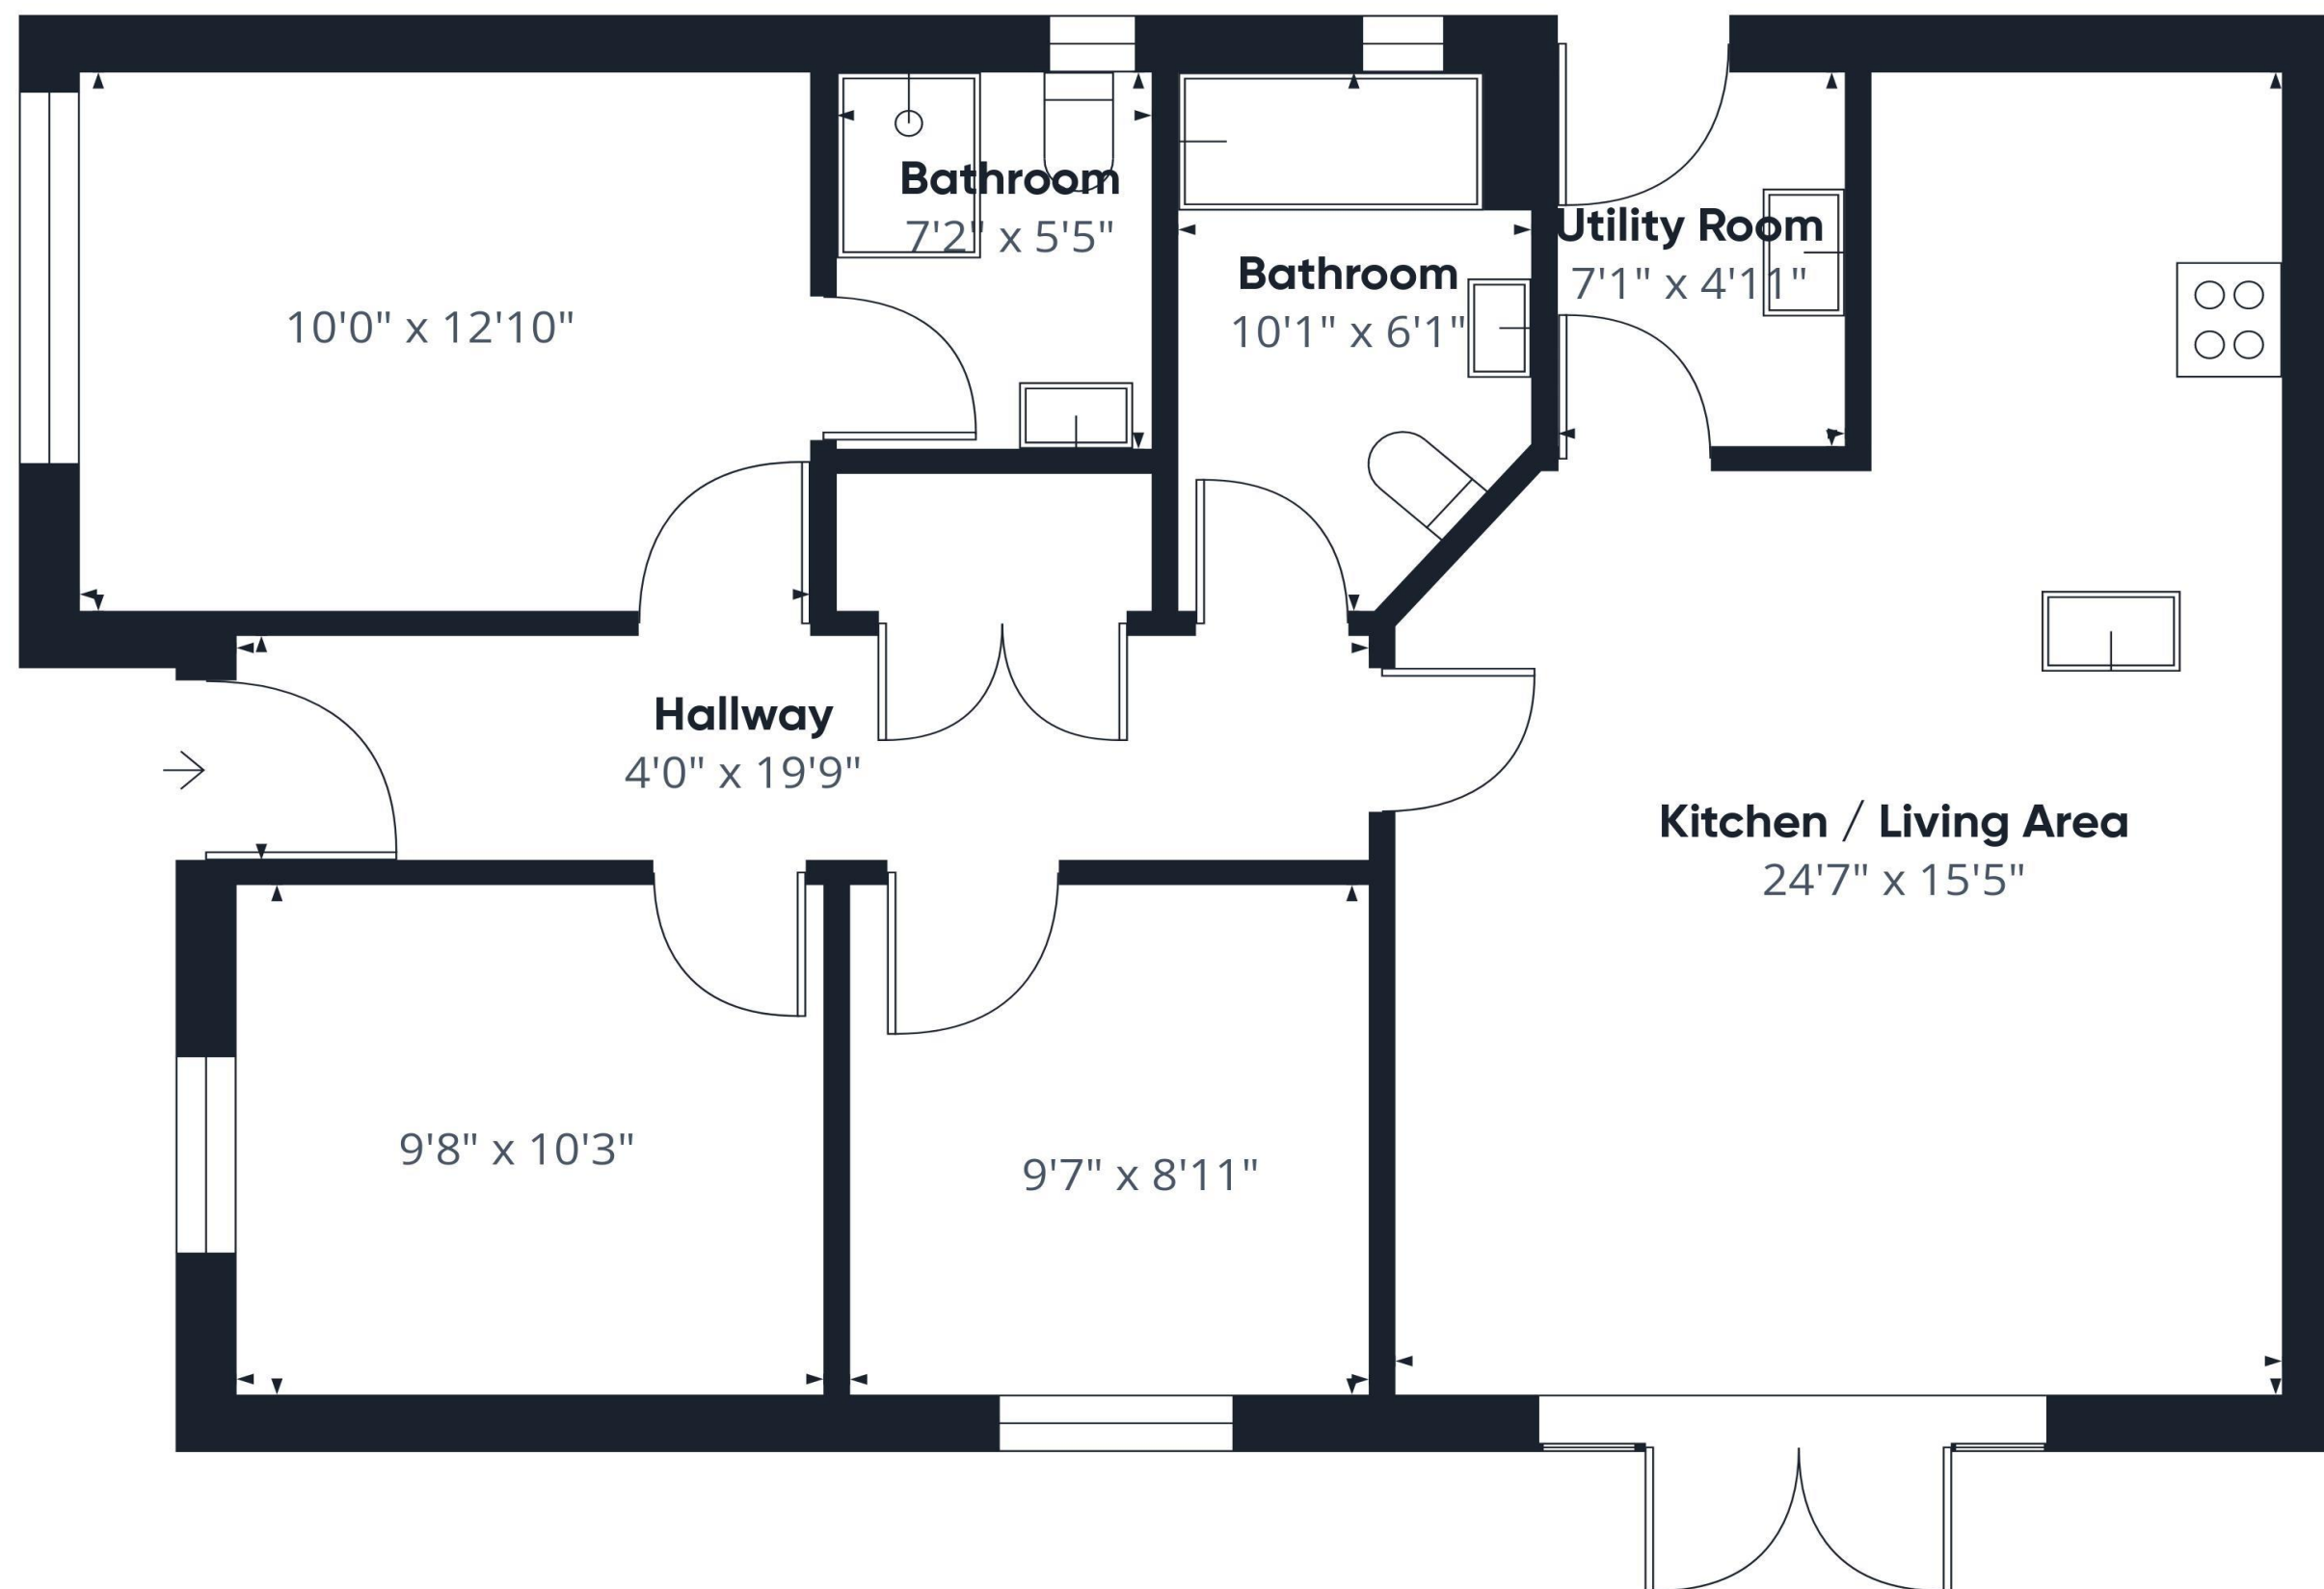 Bathroom
7'2" x 5'5"
Utility Room
7'1" x 4'11"
Bathroom
10'1" x 6'1"
10'0" x 12'10"
Hallway
4'0" x 19'9"
Kitchen / Living Area
24'7" x 15'5"
9'8" x 10'3"
9'7" x 8'11"